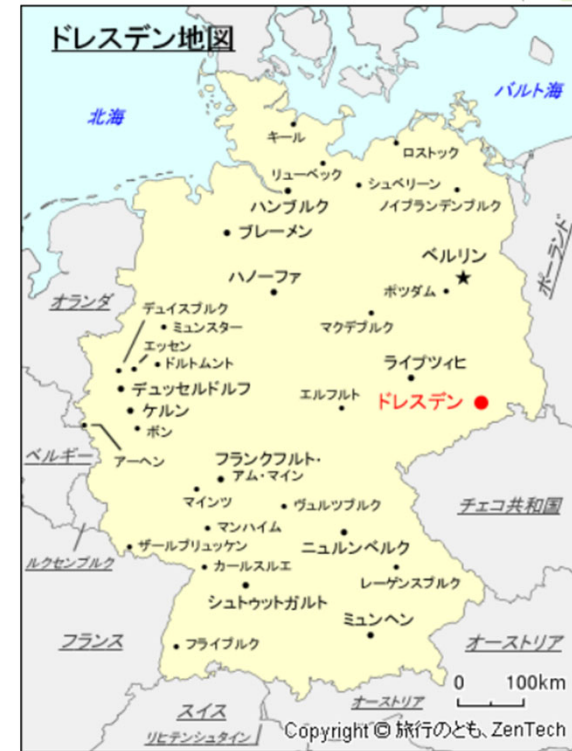 ドレスデン地図
北海
バルト海
キール
ロストック
リューベック
シュベリーン
ハンブルク
ノイブランデンブルク
ブレーメン
ポーランド
ベルリン
ハノーファ
ポツダム
オランダ
デュイスブルク
ミュンスター
マクデブルク
エッセン
ドルトムント
ライプツィヒ
デュッセルドルフ
エルフルト
ドレスデン
ケルン
ボン
ベルギー
アーヘン
フランクフルト・
アム・マイン
マインツ
ヴュルツブルク
チェコ共和国
マンハイム
ザールブリュッケン
ニュルンベルク
ルクセンブルク
カールスルエ
レーゲンスブルク
シュトゥットガルト
ミュンヘン
フランス
フライブルク
オーストリア
0 100km
スイス
オーストリア
リヒテンシュタイン
Copyright © 旅行のとも、ZenTech